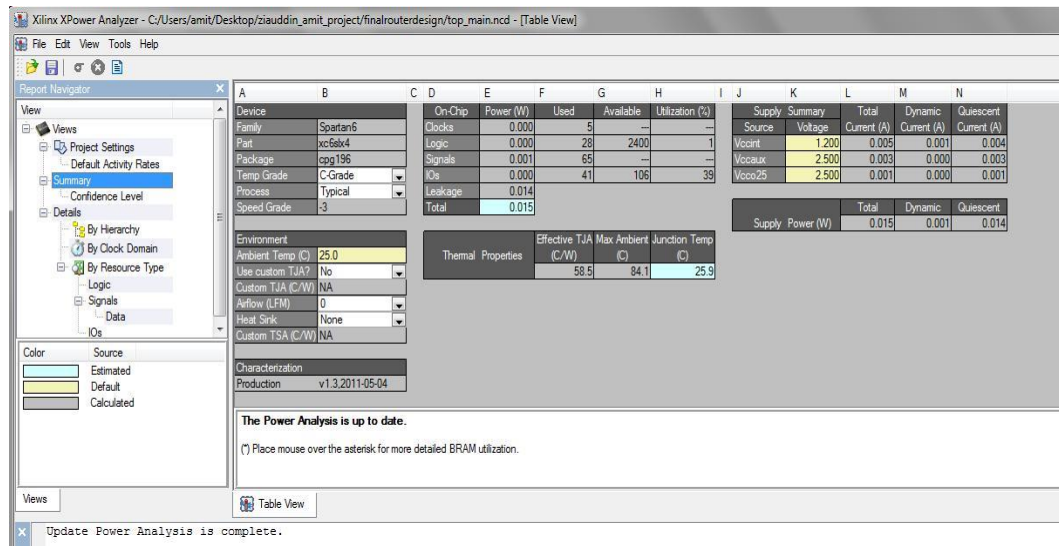 Xilinx XPower Analyzer - C:/Users/amit/Desktop/ziauddin_amit_project/finalrouterdesign/top_main.ncd - [Table View]
File Edit View Tools Help
Report Navigator X
View
Views
Project Settings
Default Activity Rates
Summary
Confidence Level
Details
By Hierarchy
By Clock Domain
By Resource Type
Logic
Signals
Data
IOs
Color Source
Estimated
Default
Calculated
Views
A B C D E F G H I J K L M N
Device
Family Spartan6
Part xc6slx4
Package cpg196
Temp Grade C-Grade
Process Typical
Speed Grade -3
Environment
Ambient Temp (C) 25.0
Use custom TJA? No
Custom TJA (C/W) NA
Airflow (LFM) 0
Heat Sink None
Custom TSA (C/W) NA
Characterization
Production v1.3,2011-05-04
On-Chip Power (W) Used Available Utilization (%)
Clocks 0.000 5 --- ---
Logic 0.000 28 2400 1
Signals 0.001 65 --- ---
IOs 0.000 41 106 39
Leakage 0.014
Total 0.015
Effective TJA Max Ambient Junction Temp
Thermal Properties (C/W) (C) (C)
58.5 84.1 25.9
Supply Summary Total Dynamic Quiescent
Source Voltage Current (A) Current (A) Current (A)
Vccint 1.200 0.005 0.001 0.004
Vccaux 2.500 0.003 0.000 0.003
Vcco25 2.500 0.001 0.000 0.001
Total Dynamic Quiescent
Supply Power (W) 0.015 0.001 0.014
The Power Analysis is up to date.
(*) Place mouse over the asterisk for more detailed BRAM utilization.
Table View
X Update Power Analysis is complete.